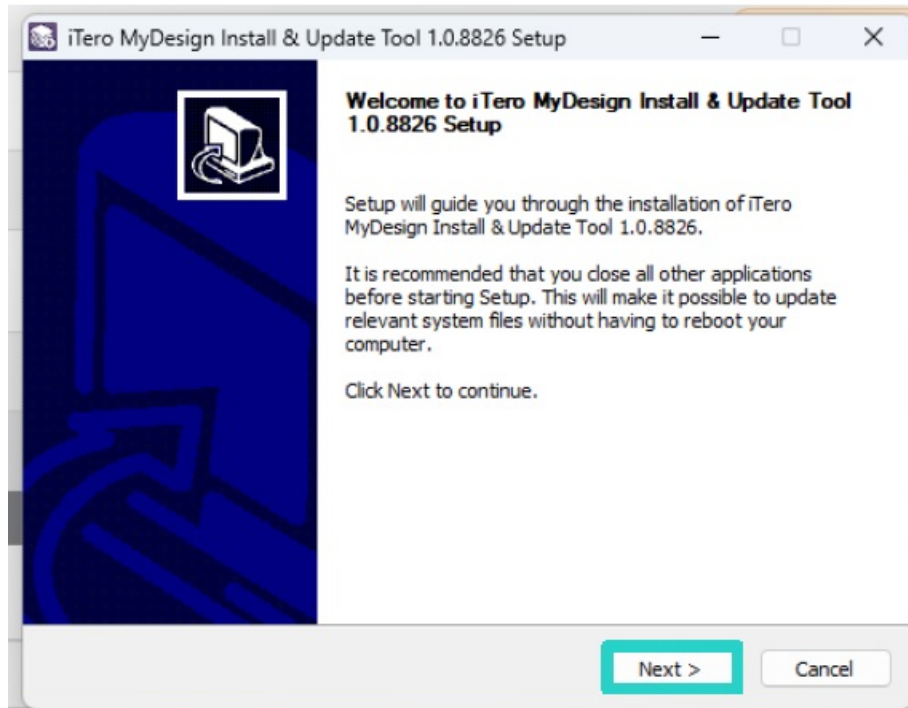 iTero MyDesign Install & Update Tool 1.0.8826 Setup
Welcome to iTero MyDesign Install & Update Tool
1.0.8826 Setup
Setup will guide you through the installation of iTero
MyDesign Install & Update Tool 1.0.8826.
It is recommended that you close all other applications
before starting Setup. This will make it possible to update
relevant system files without having to reboot your
computer.
Click Next to continue.
Next >
Cancel